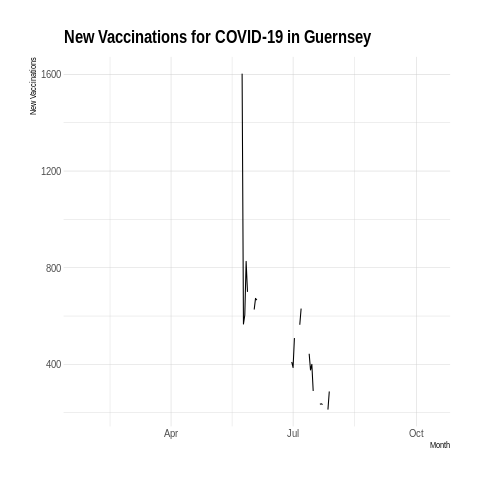 New Vaccinations for COVID-19 in Guernsey
New Vaccinations
1600
1200
800
400
Apr
Jul
Oct
Month